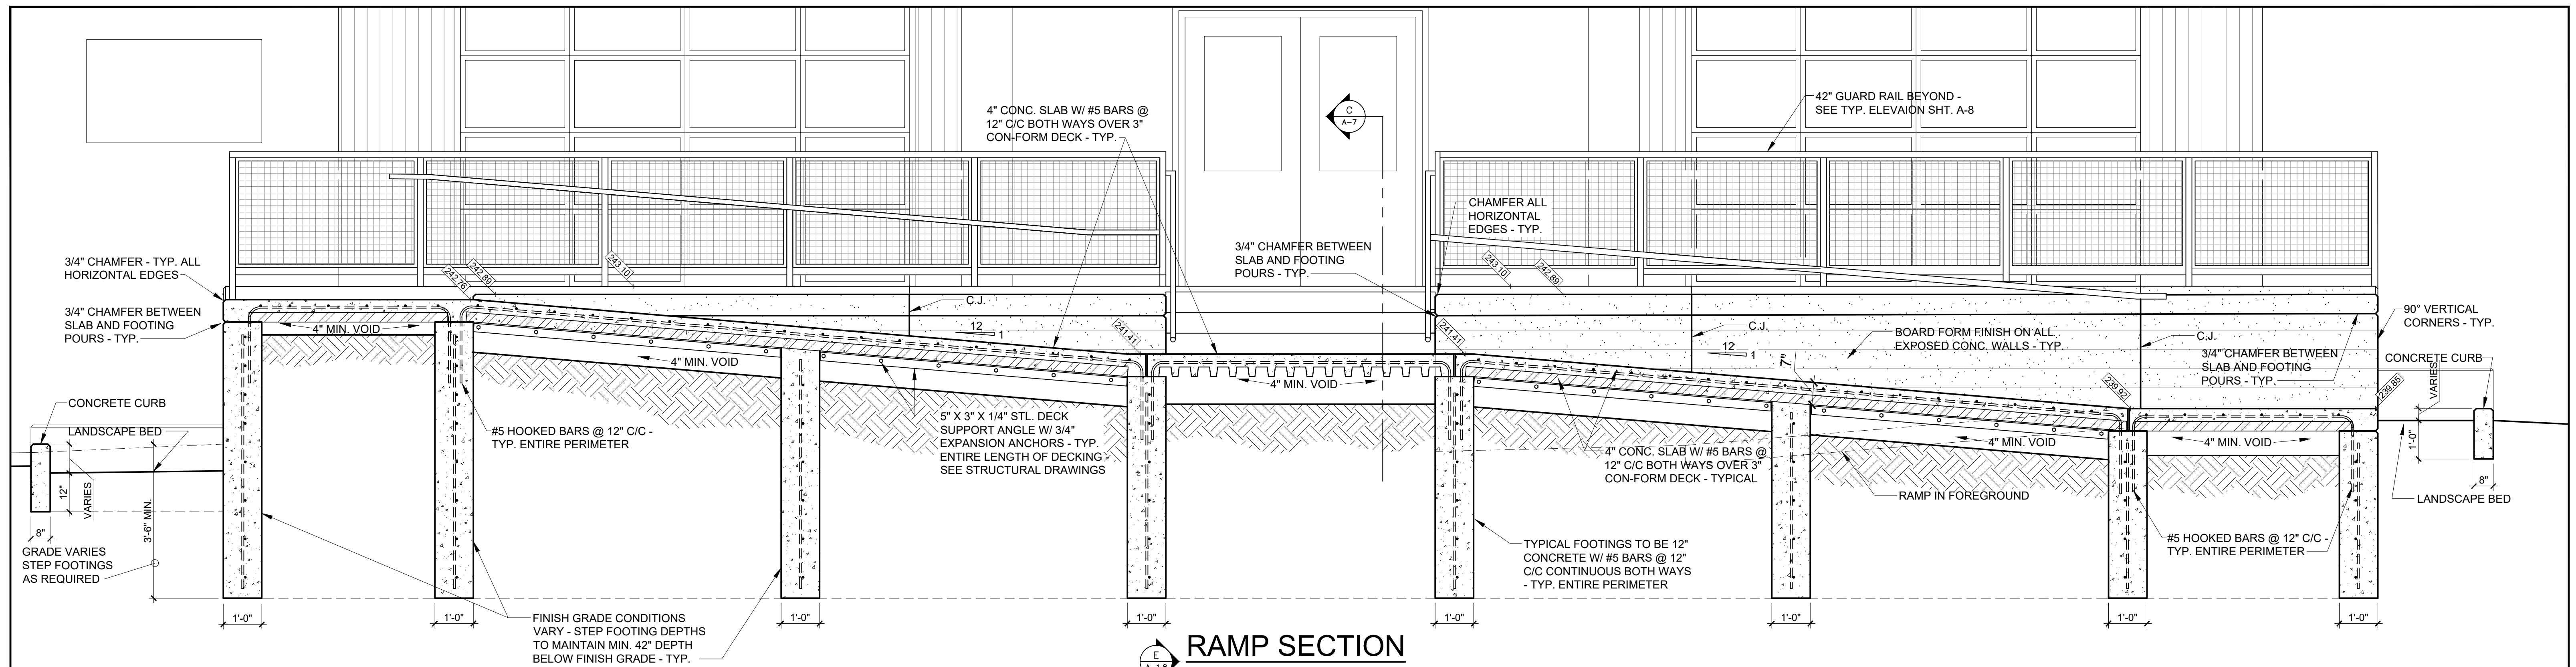 4" CONC. SLAB W/ #5 BARS @
12" C/C BOTH WAYS OVER 3"
CON-FORM DECK - TYP.
C
A-7
42" GUARD RAIL BEYOND -
SEE TYP. ELEVAION SHT. A-8
CHAMFER ALL
HORIZONTAL
EDGES - TYP.
3/4" CHAMFER BETWEEN
SLAB AND FOOTING
POURS - TYP.
3/4" CHAMFER - TYP. ALL
HORIZONTAL EDGES
242.76
242.89
243.10
243.10
242.89
3/4" CHAMFER BETWEEN
SLAB AND FOOTING
POURS - TYP.
4" MIN. VOID
C.J.
12
1
241.41
241.41
4" MIN. VOID
4" MIN. VOID
C.J.
12
1
7"
BOARD FORM FINISH ON ALL
EXPOSED CONC. WALLS - TYP.
C.J.
90° VERTICAL
CORNERS - TYP.
3/4" CHAMFER BETWEEN
SLAB AND FOOTING
POURS - TYP.
CONCRETE CURB
VARIES
239.92
239.85
1'-0"
8"
LANDSCAPE BED
CONCRETE CURB
LANDSCAPE BED
12"
VARIES
3'-6" MIN.
8"
GRADE VARIES
STEP FOOTINGS
AS REQUIRED
#5 HOOKED BARS @ 12" C/C -
TYP. ENTIRE PERIMETER
5" X 3" X 1/4" STL. DECK
SUPPORT ANGLE W/ 3/4"
EXPANSION ANCHORS - TYP.
ENTIRE LENGTH OF DECKING -
SEE STRUCTURAL DRAWINGS
4" CONC. SLAB W/ #5 BARS @
12" C/C BOTH WAYS OVER 3"
CON-FORM DECK - TYPICAL
4" MIN. VOID
4" MIN. VOID
RAMP IN FOREGROUND
TYPICAL FOOTINGS TO BE 12"
CONCRETE W/ #5 BARS @ 12"
C/C CONTINUOUS BOTH WAYS
- TYP. ENTIRE PERIMETER
#5 HOOKED BARS @ 12" C/C -
TYP. ENTIRE PERIMETER
1'-0"
1'-0"
1'-0"
1'-0"
1'-0"
1'-0"
1'-0"
1'-0"
FINISH GRADE CONDITIONS
VARY - STEP FOOTING DEPTHS
TO MAINTAIN MIN. 42" DEPTH
BELOW FINISH GRADE - TYP.
E
RAMP SECTION